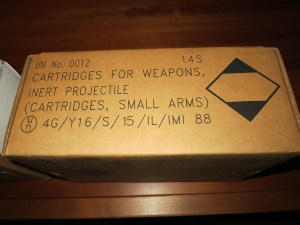 UN No. 0012 1.4S
CARTRIDGES FOR WEAPONS,
INERT PROJECTILE
(CARTRIDGES, SMALL ARMS)
un 4G/Y16/S/15/IL/IMI 88